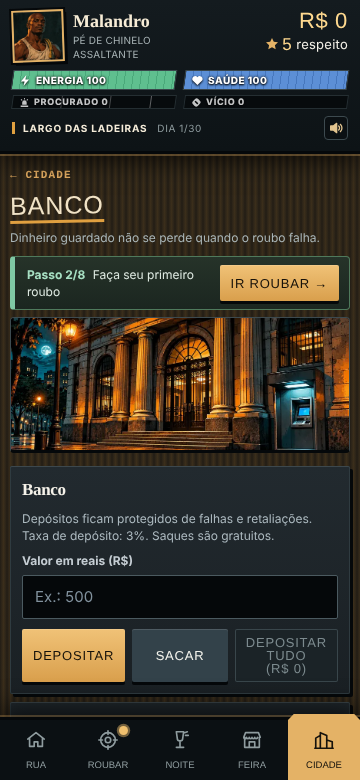 Malandro
PÉ DE CHINELO
ASSALTANTE
R$ 0
5 respeito
ENERGIA 100
SAÚDE 100
PROCURADO 0
VÍCIO 0
LARGO DAS LADEIRAS DIA 1/30
← CIDADE
BANCO
Dinheiro guardado não se perde quando o roubo falha.
Passo 2/8 Faça seu primeiro
roubo
IR ROUBAR →
Banco
Depósitos ficam protegidos de falhas e retaliações.
Taxa de depósito: 3%. Saques são gratuitos.
Valor em reais (R$)
Ex.: 500
DEPOSITAR
SACAR
DEPOSITAR
TUDO
(R$ 0)
RUA
ROUBAR
NOITE
FEIRA
CIDADE